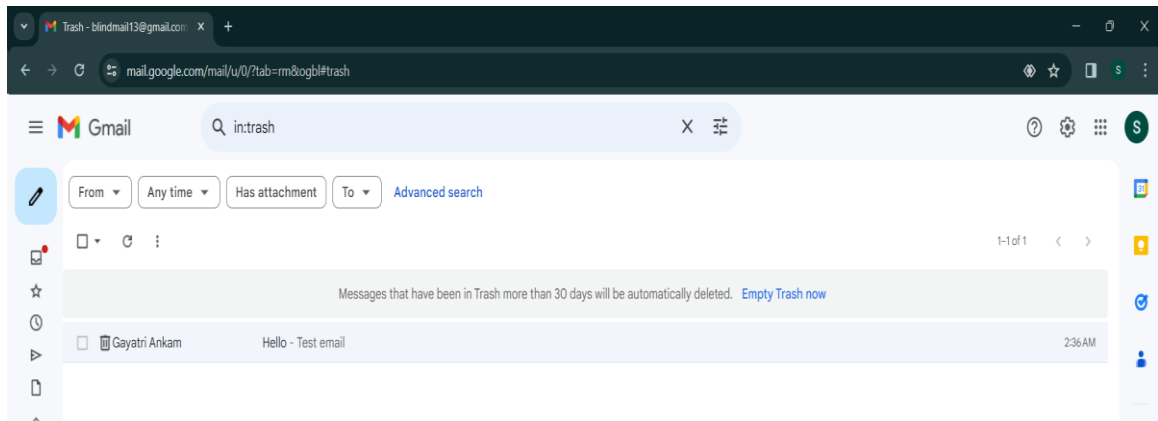 Trash - blindmail13@gmail.com
mail.google.com/mail/u/0/?tab=rm&ogbl#trash
S
Gmail
in:trash
S
From
Any time
Has attachment
To
Advanced search
31
1–1 of 1
Messages that have been in Trash more than 30 days will be automatically deleted. Empty Trash now
Gayatri Ankam Hello - Test email 2:36 AM